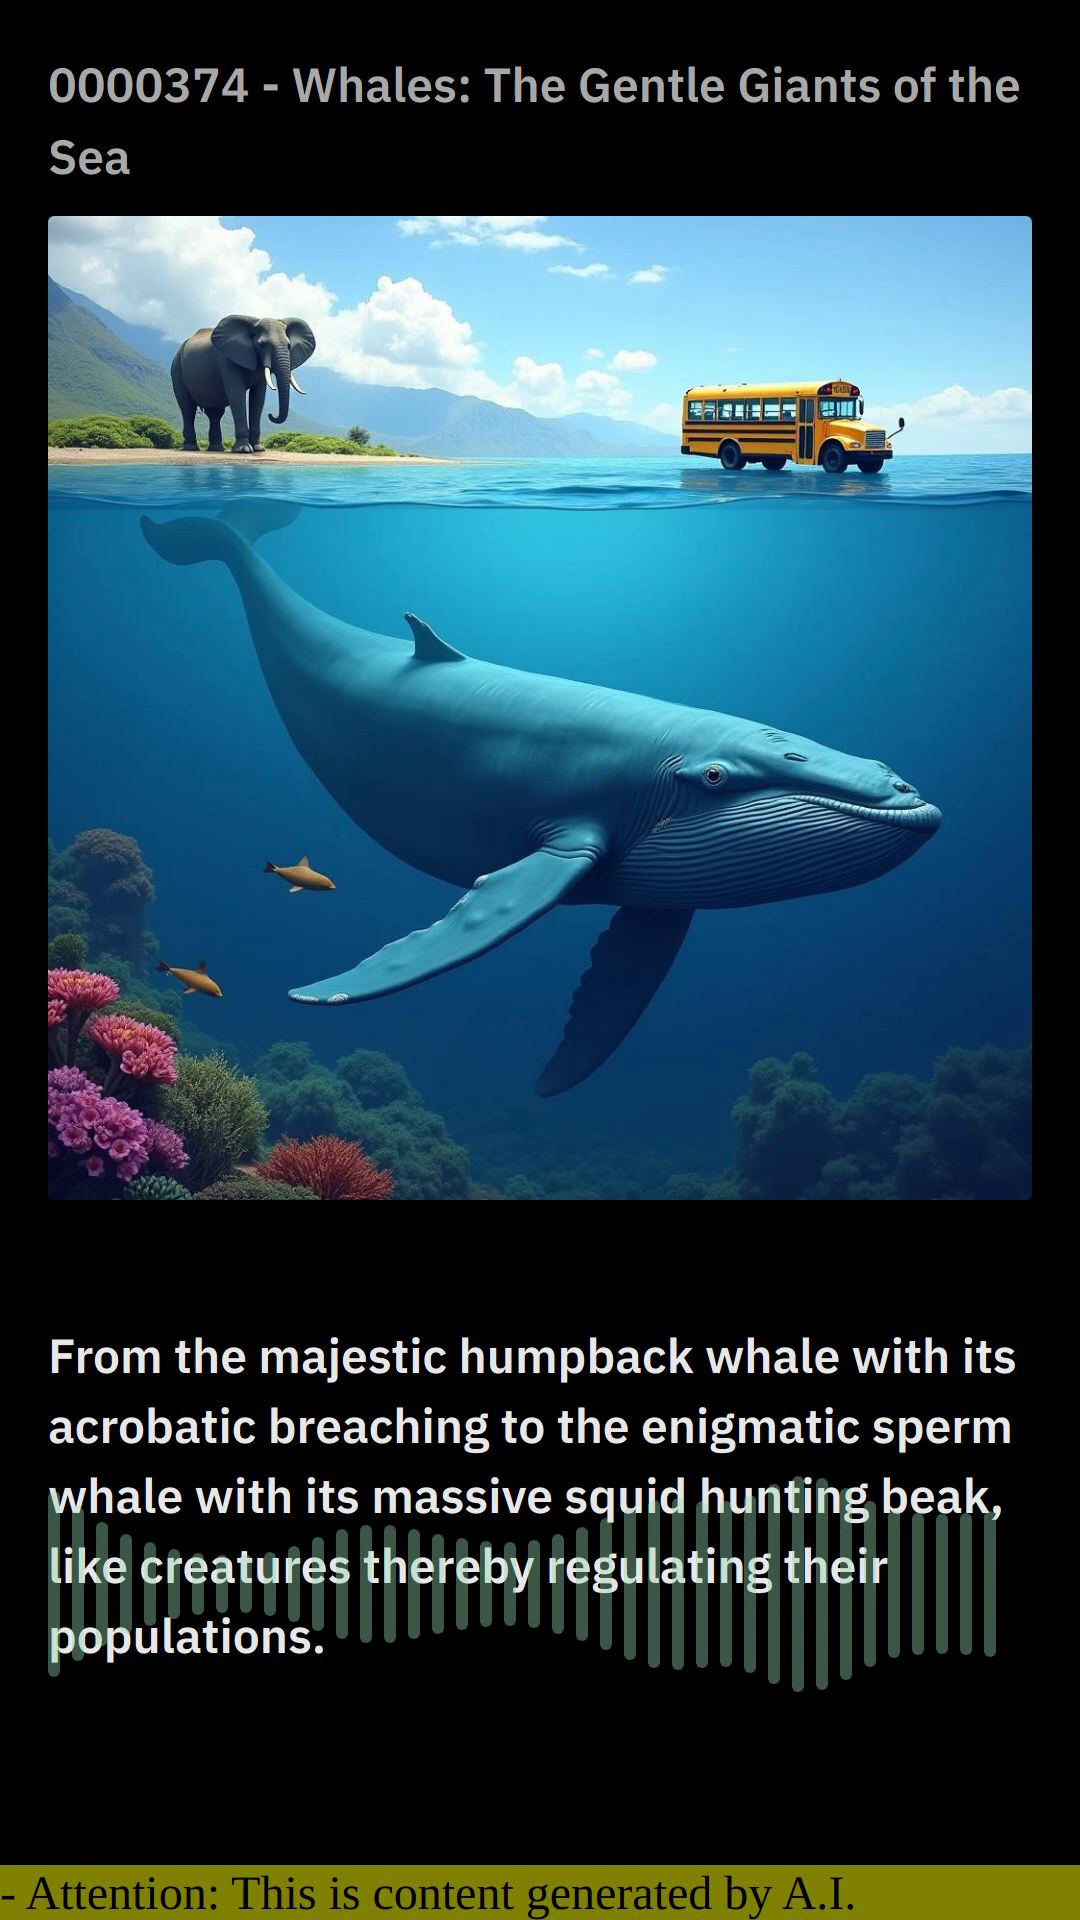 0000374 - Whales: The Gentle Giants of the
Sea
From the majestic humpback whale with its
acrobatic breaching to the enigmatic sperm
whale with its massive squid hunting beak,
like creatures thereby regulating their
populations.
- Attention: This is content generated by A.I.